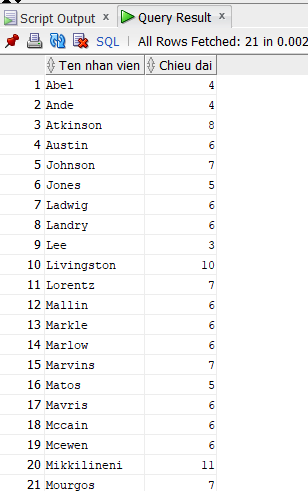 Script Output x Query Result x
SQL | All Rows Fetched: 21 in 0.002
Ten nhan vien Chieu dai
1 Abel 4
2 Ande 4
3 Atkinson 8
4 Austin 6
5 Johnson 7
6 Jones 5
7 Ladwig 6
8 Landry 6
9 Lee 3
10 Livingston 10
11 Lorentz 7
12 Mallin 6
13 Markle 6
14 Marlow 6
15 Marvins 7
16 Matos 5
17 Mavris 6
18 Mccain 6
19 Mcewen 6
20 Mikkilineni 11
21 Mourgos 7